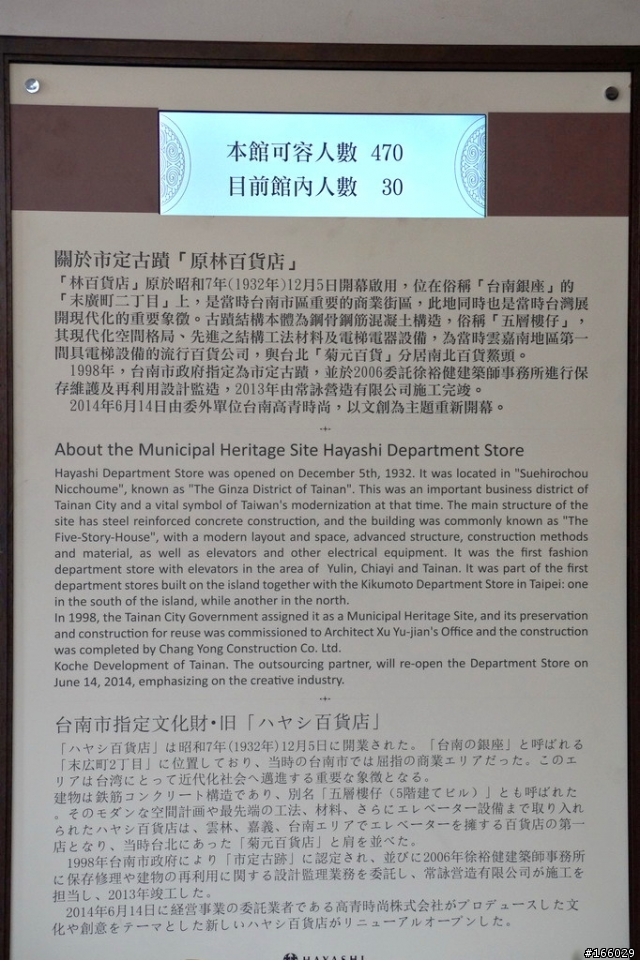 本館可容人數 470
目前館內人數 30
關於市定古蹟「原林百貨店」
「林百貨店」原於昭和7年(1932年)12月5日開幕啟用，位在俗稱「台南銀座」的
「末廣町二丁目」上，是當時台南市區重要的商業街區，此地同時也是當時台灣展
開現代化的重要象徵。古蹟結構本體為鋼骨鋼筋混凝土構造，俗稱「五層樓仔」，
其現代化空間格局、先進之結構工法材料及電梯電器設備，為當時雲嘉南地區第一
間具電梯設備的流行百貨公司，與台北「菊元百貨」分居南北百貨鰲頭。
1998年，台南市政府指定為市定古蹟，並於2006委託徐裕健建築師事務所進行保
存維護及再利用設計監造，2013年由常詠營造有限公司施工完竣。
2014年6月14日由委外單位台南高青時尚，以文創為主題重新開幕。
About the Municipal Heritage Site Hayashi Department Store
Hayashi Department Store was opened on December 5th, 1932. It was located in "Suehirochou
Nicchoume", known as "The Ginza District of Tainan". This was an important business district of
Tainan City and a vital symbol of Taiwan's modernization at that time. The main structure of the
site has steel reinforced concrete construction, and the building was commonly known as "The
Five-Story-House", with a modern layout and space, advanced structure, construction methods
and material, as well as elevators and other electrical equipment. It was the first fashion
department store with elevators in the area of Yulin, Chiayi and Tainan. It was part of the first
department stores built on the island together with the Kikumoto Department Store in Taipei: one
in the south of the island, while another in the north.
In 1998, the Tainan City Government assigned it as a Municipal Heritage Site, and its preservation
and construction for reuse was commissioned to Architect Xu Yu-jian's Office and the construction
was completed by Chang Yong Construction Co. Ltd.
Koche Development of Tainan. The outsourcing partner, will re-open the Department Store on
June 14, 2014, emphasizing on the creative industry.
台南市指定文化財・旧「ハヤシ百貨店」
「ハヤシ百貨店」は昭和7年(1932年)12月5日に開業された。「台南の銀座」と呼ばれる
「末広町2丁目」に位置しており、当時の台南市では屈指の商業エリアだった。このエ
リアは台湾にとって近代化社会へ邁進する重要な象徴となる。
建物は鉄筋コンクリート構造であり、別名「五層樓仔（5階建てビル）」とも呼ばれた
。そのモダンな空間計画や最先端の工法、材料、さらにエレベーター設備まで取り入れ
られたハヤシ百貨店は、雲林、嘉義、台南エリアでエレベーターを擁する百貨店の第一
店となり、当時台北にあった「菊元百貨店」と肩を並べた。
1998年台南市政府により「市定古跡」に認定され、並びに2006年徐裕健建築師事務所
に保存修理や建物の再利用に関する設計監理業務を委託し、常詠營造有限公司が施工を
担当し、2013年竣工した。
2014年6月14日に経営事業の委託業者である高青時尚株式会社がプロデュースした文
化や創意をテーマとした新しいハヤシ百貨店がリニューアルオープンした。
HAYASHI
#166029